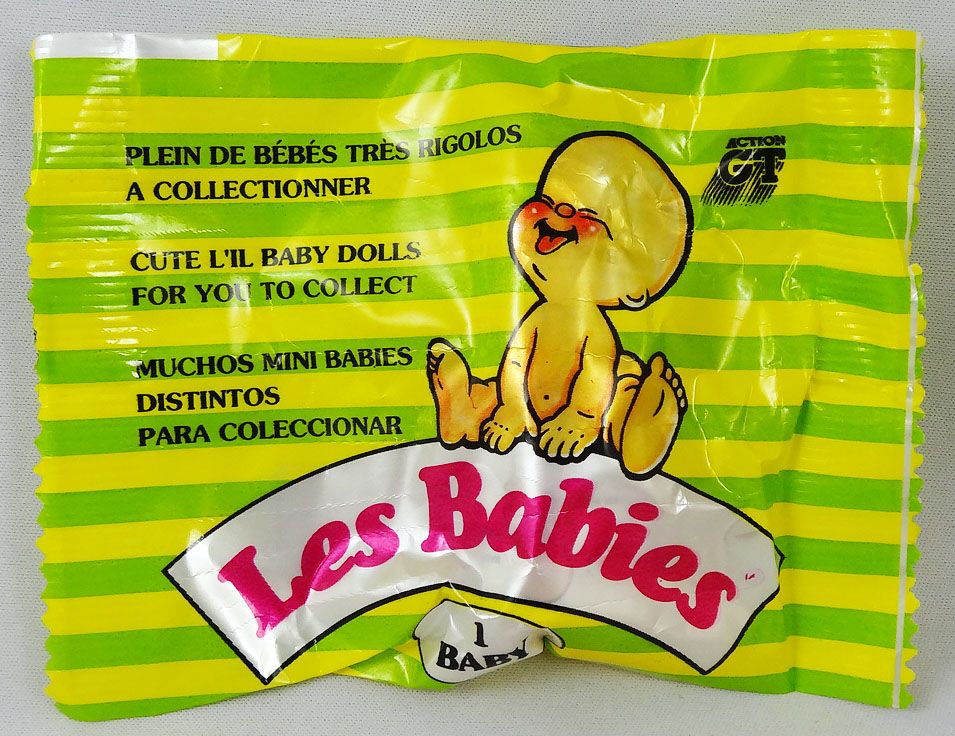 PLEIN DE BÉBÉS TRÈS RIGOLOS
A COLLECTIONNER
ACTION
GT
CUTE L'IL BABY DOLLS
FOR YOU TO COLLECT
MUCHOS MINI BABIES
DISTINTOS
PARA COLECCIONAR
Les Babies
1
BABY